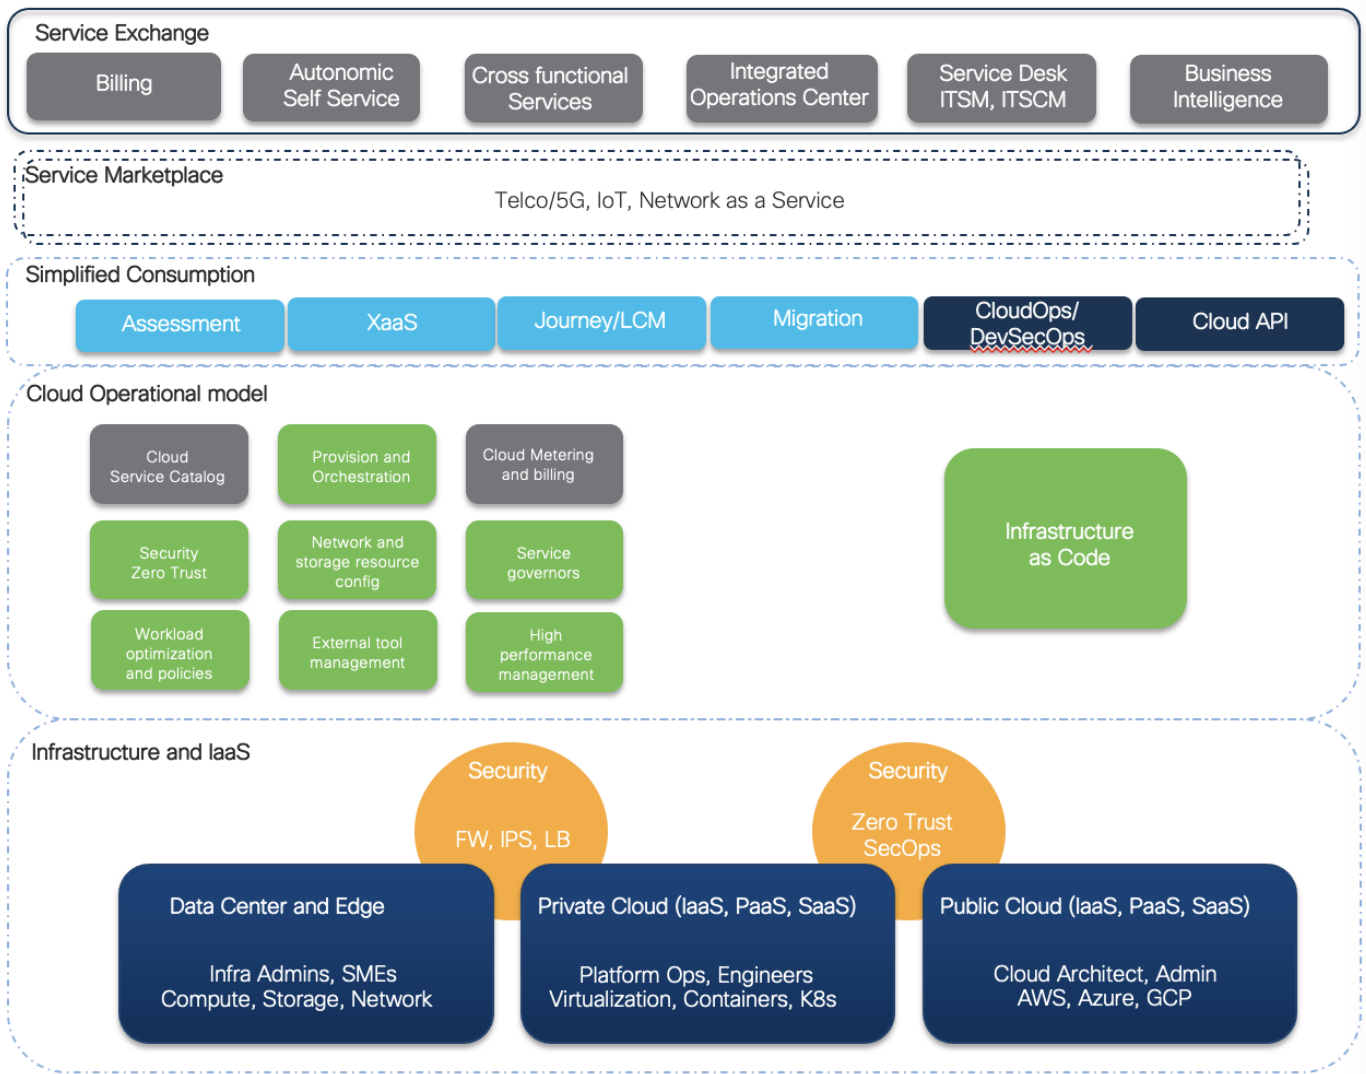 Service Exchange
Billing
Autonomic
Self Service
Cross functional
Services
Integrated
Operations Center
Service Desk
ITSM, ITSCM
Business
Intelligence
Service Marketplace
Telco/5G, IoT, Network as a Service
Simplified Consumption
Assessment
XaaS
Journey/LCM
Migration
CloudOps/
DevSecOps
Cloud API
Cloud Operational model
Cloud
Service Catalog
Provision and
Orchestration
Cloud Metering
and billing
Security
Zero Trust
Network and
storage resource
config
Service
governors
Workload
optimization
and policies
External tool
management
High
performance
management
Infrastructure
as Code
Infrastructure and IaaS
Security
FW, IPS, LB
Security
Zero Trust
SecOps
Data Center and Edge
Infra Admins, SMEs
Compute, Storage, Network
Private Cloud (IaaS, PaaS, SaaS)
Platform Ops, Engineers
Virtualization, Containers, K8s
Public Cloud (IaaS, PaaS, SaaS)
Cloud Architect, Admin
AWS, Azure, GCP